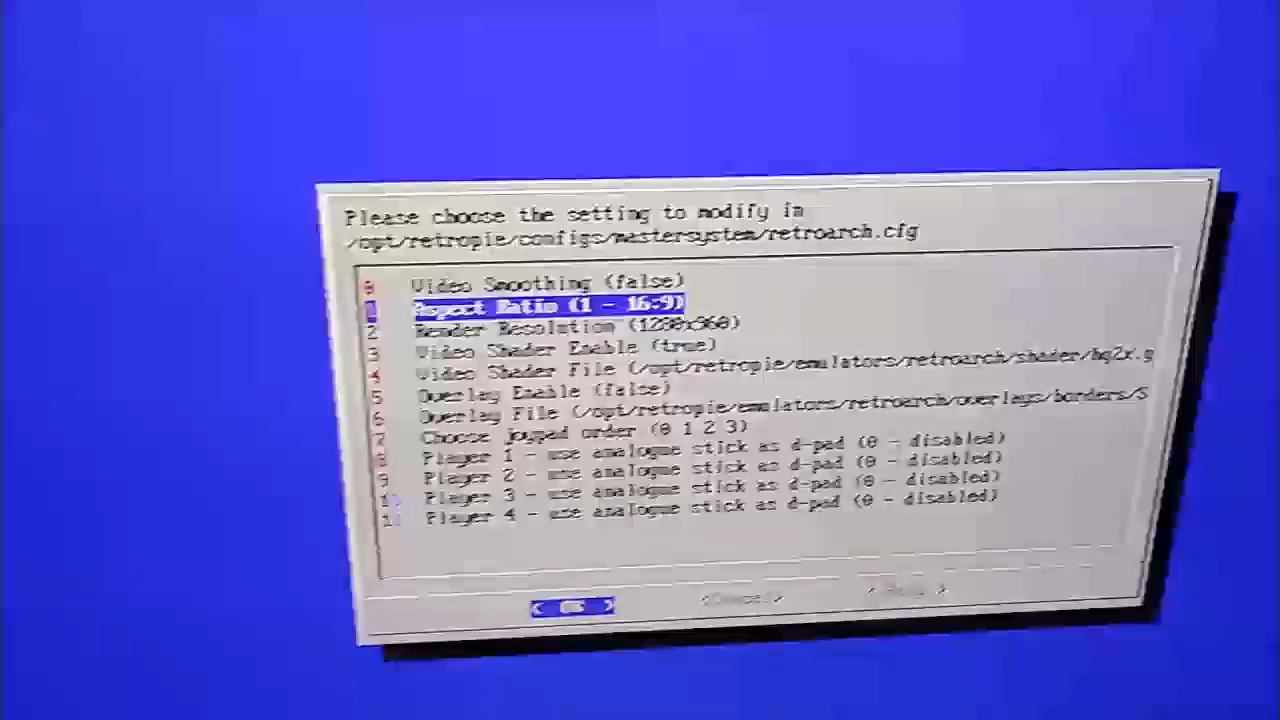 Please choose the setting to modify in
/opt/retropie/configs/mastersystem/retroarch.cfg
0 Video Smoothing (false)
1 Aspect Ratio (1 - 16:9)
2 Render Resolution (1280x960)
3 Video Shader Enable (true)
4 Video Shader File (/opt/retropie/emulators/retroarch/shader/hq2x.g
5 Overlay Enable (false)
6 Overlay File (/opt/retropie/emulators/retroarch/overlays/borders/S
7 Choose joypad order (0 1 2 3)
8 Player 1 - use analogue stick as d-pad (0 - disabled)
9 Player 2 - use analogue stick as d-pad (0 - disabled)
10 Player 3 - use analogue stick as d-pad (0 - disabled)
11 Player 4 - use analogue stick as d-pad (0 - disabled)
< OK > <Cancel> < Help >